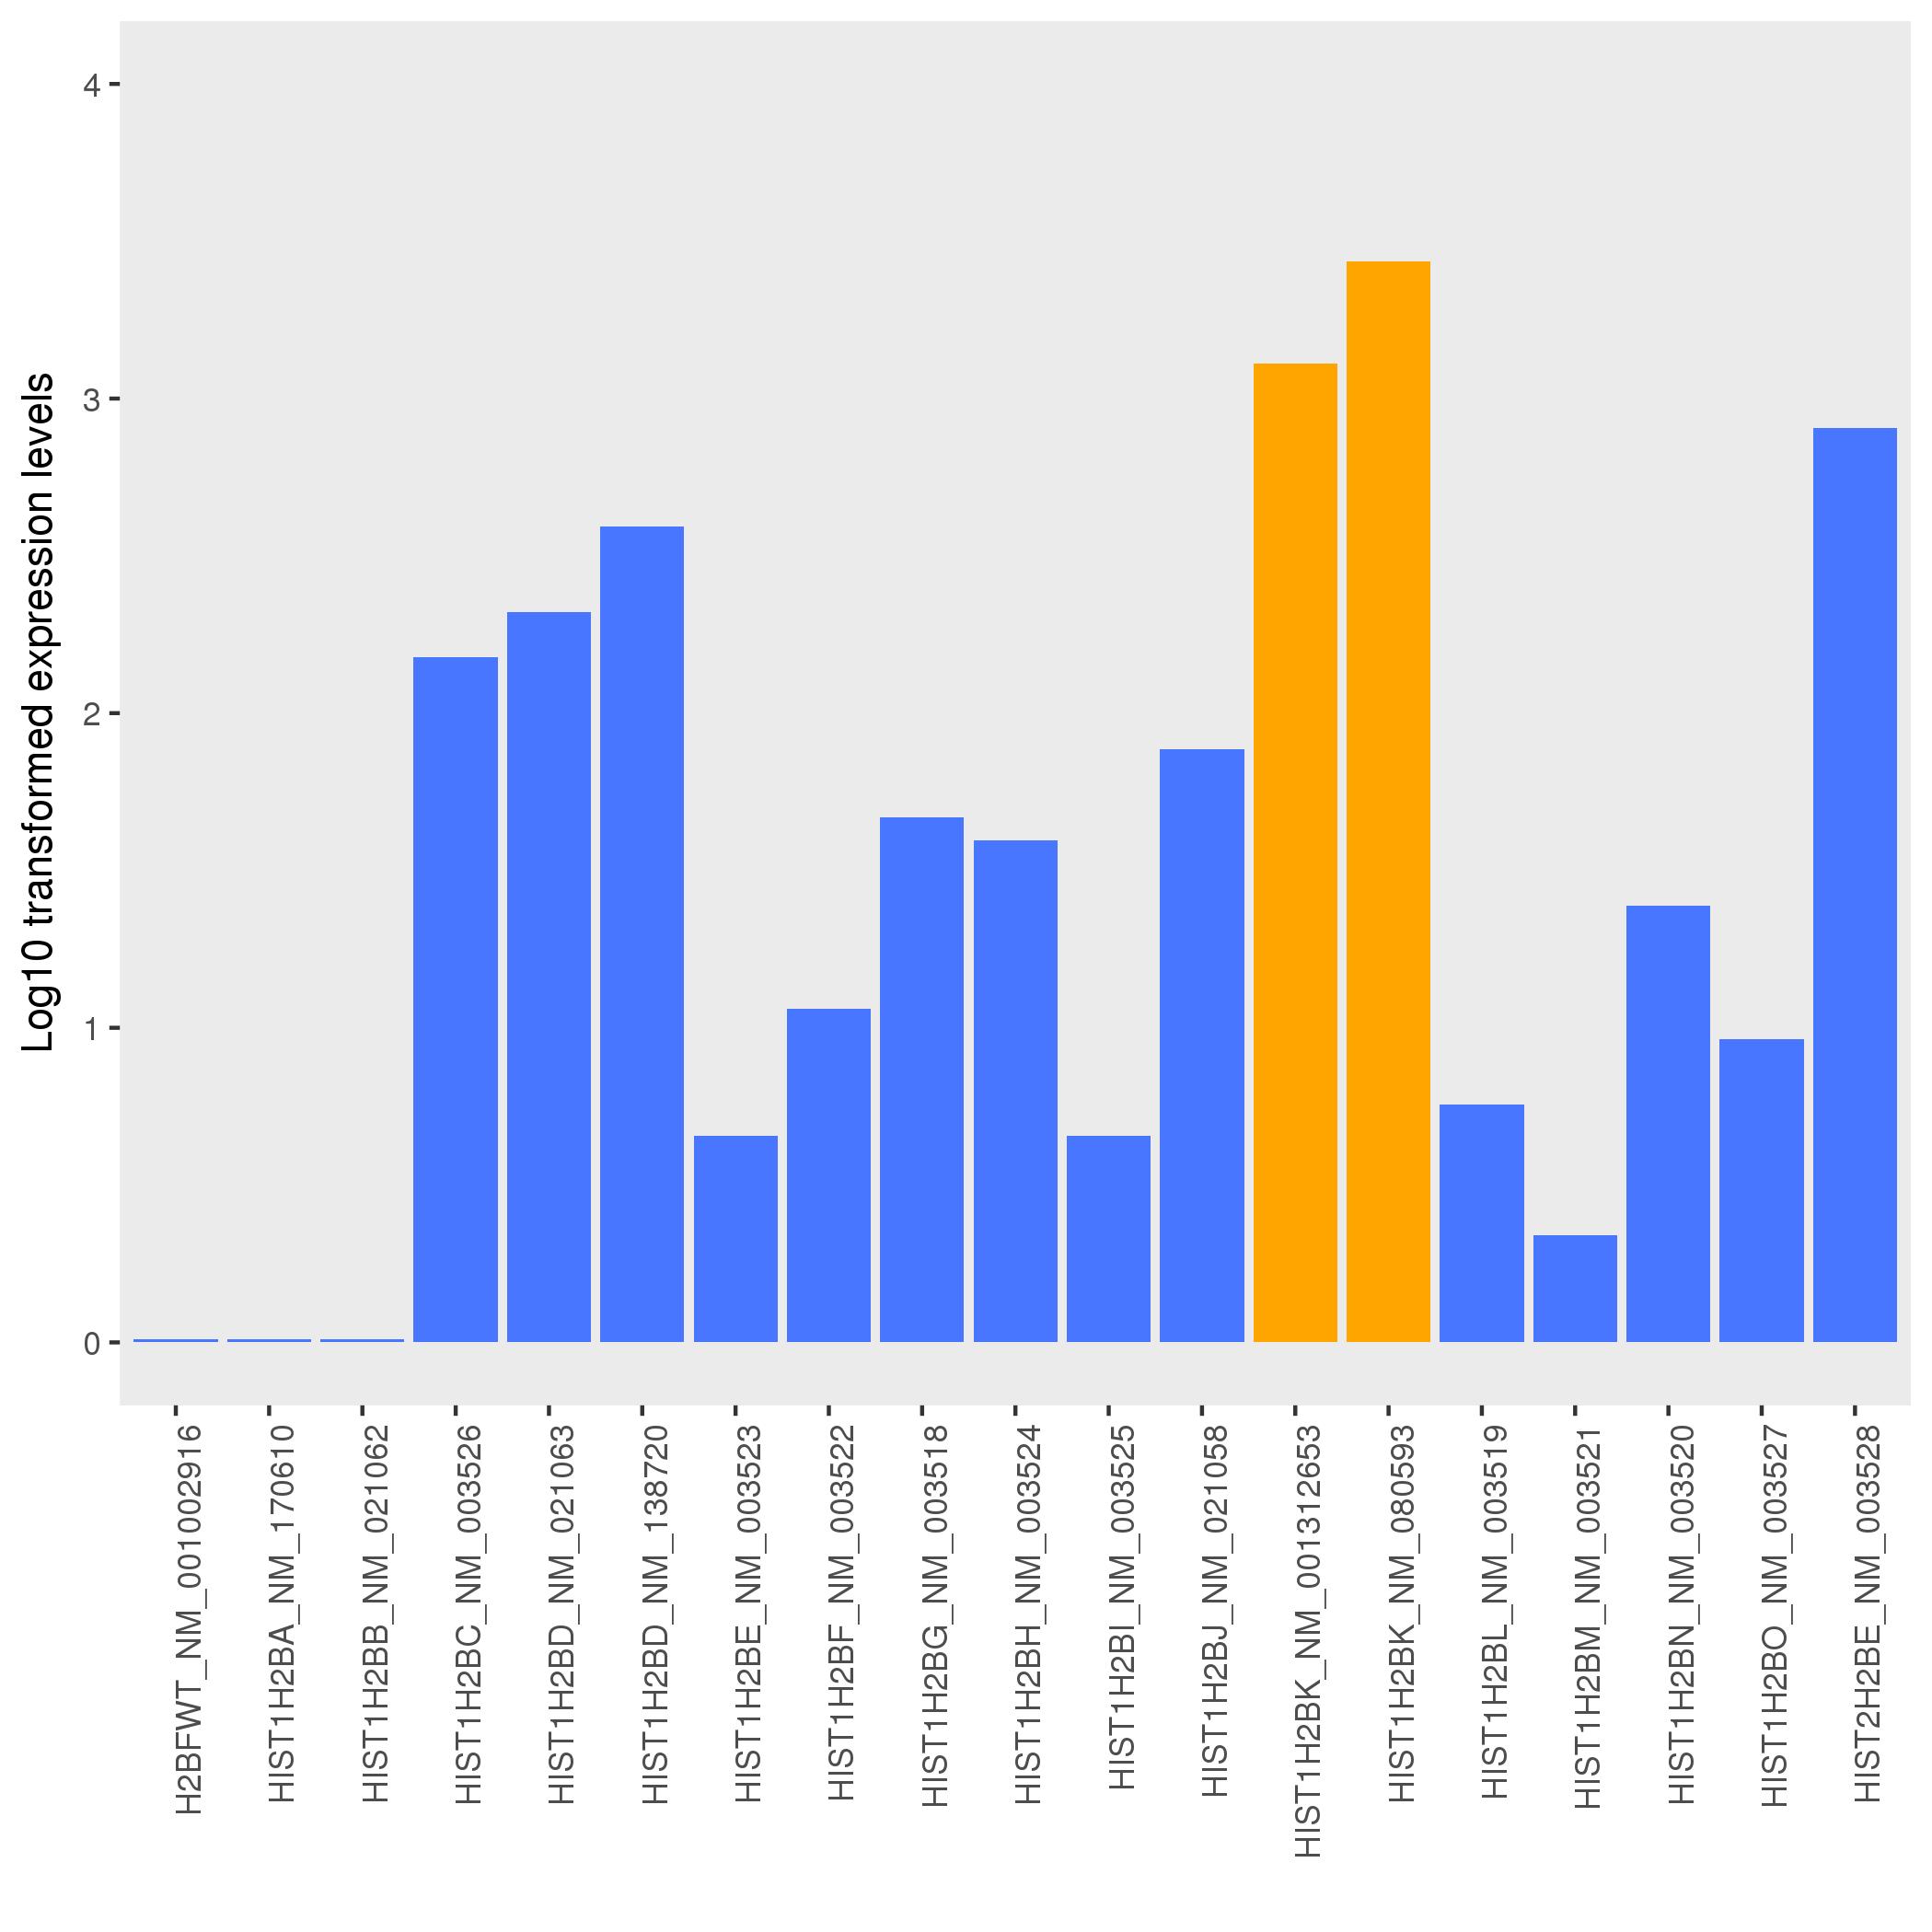 Log10 transformed expression levels
4
3
2
1
0
H2BFWT_NM_001002916
HIST1H2BA_NM_170610
HIST1H2BB_NM_021062
HIST1H2BC_NM_003526
HIST1H2BD_NM_021063
HIST1H2BD_NM_138720
HIST1H2BE_NM_003523
HIST1H2BF_NM_003522
HIST1H2BG_NM_003518
HIST1H2BH_NM_003524
HIST1H2BI_NM_003525
HIST1H2BJ_NM_021058
HIST1H2BK_NM_001312653
HIST1H2BK_NM_080593
HIST1H2BL_NM_003519
HIST1H2BM_NM_003521
HIST1H2BN_NM_003520
HIST1H2BO_NM_003527
HIST2H2BE_NM_003528